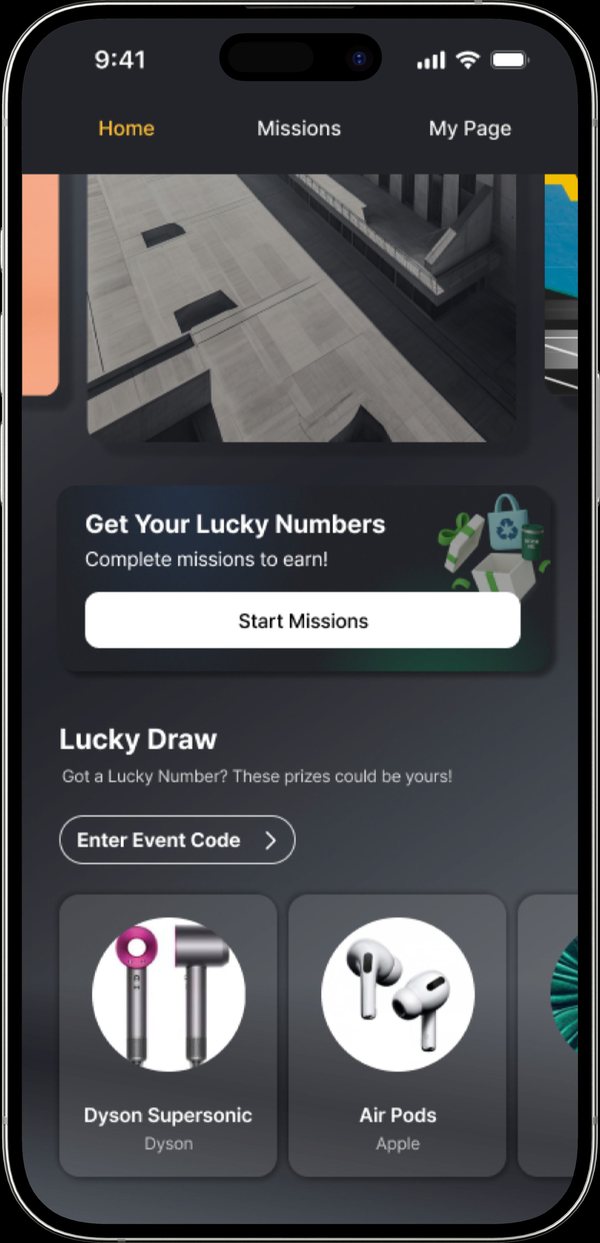 9:41
Home
Missions
My Page
Get Your Lucky Numbers
Complete missions to earn!
Start Missions
Lucky Draw
Got a Lucky Number? These prizes could be yours!
Enter Event Code
Dyson Supersonic
Dyson
Air Pods
Apple